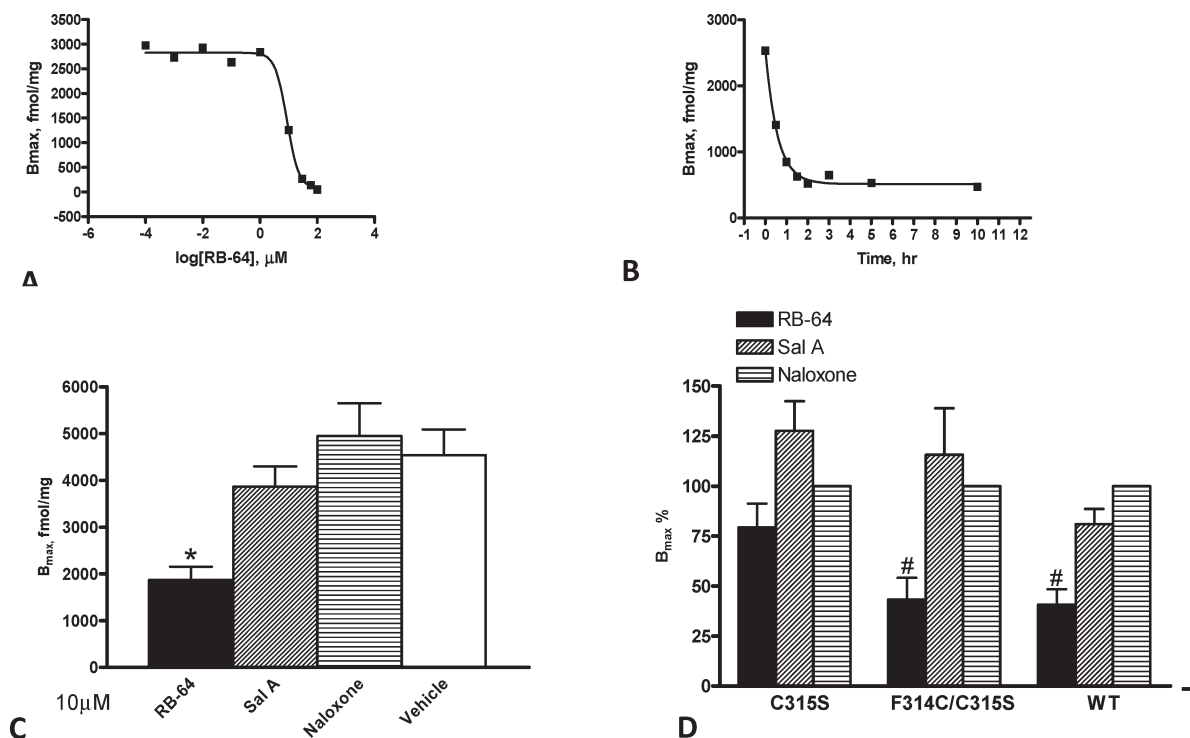 3500
3000
2500
2000
1500
1000
500
0
-500
Bmax, fmol/mg
-6 -4 -2 0 2 4
log[RB-64], μM
A
3000
2000
1000
0
Bmax, fmol/mg
-1 0 1 2 3 4 5 6 7 8 9 10 11 12
Time, hr
B
6000
5000
4000
3000
2000
1000
0
Bmax, fmol/mg
*
10μM
RB-64 Sal A Naloxone Vehicle
C
RB-64
Sal A
Naloxone
150
125
100
75
50
25
0
Bmax %
# #
C315S F314C/C315S WT
D